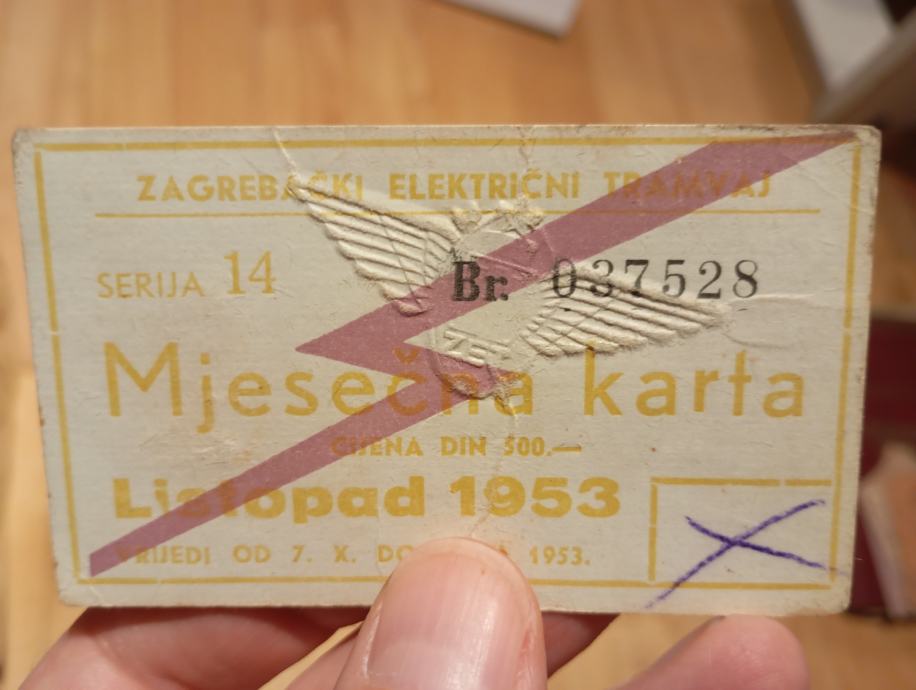 ZAGREBAČKI ELEKTRIČNI TRAMVAJ
SERIJA 14 Br. 037528
ZET
Mjesečna karta
CIJENA DIN 500.—
Listopad 1953
VRIJEDI OD 7. X. DO 1953.